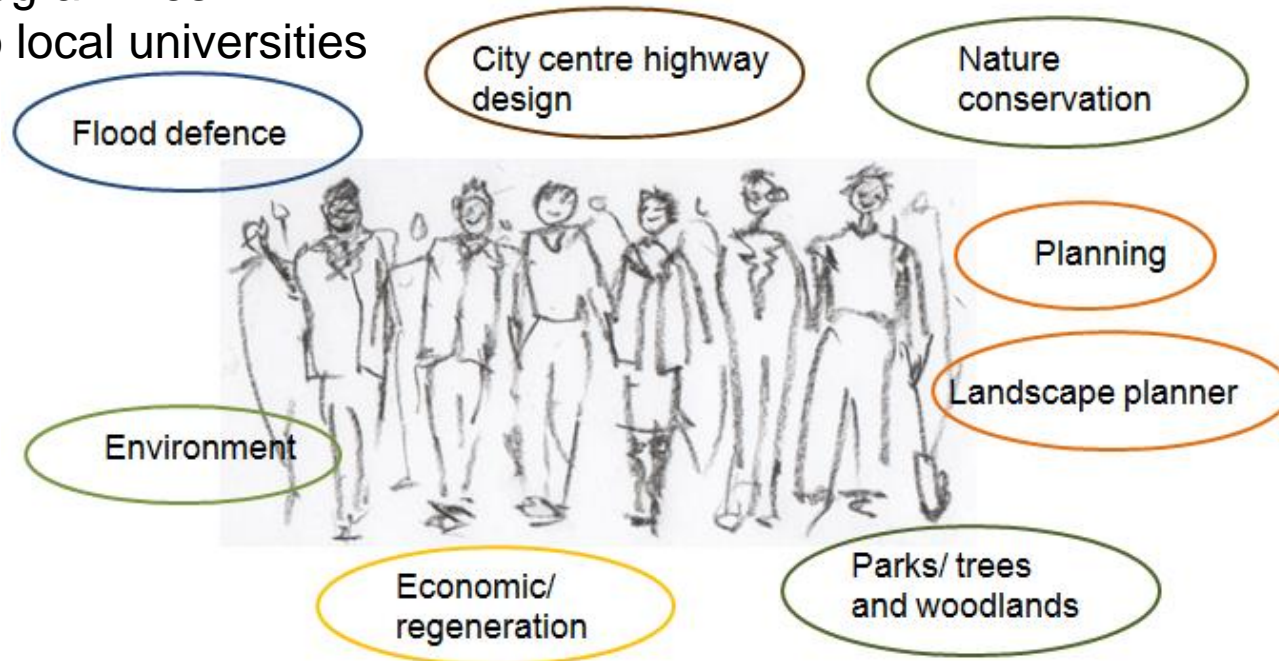 local universities
City centre highway
design
Nature
conservation
Flood defence
Planning
Landscape planner
Environment
Economic/
regeneration
Parks/ trees
and woodlands